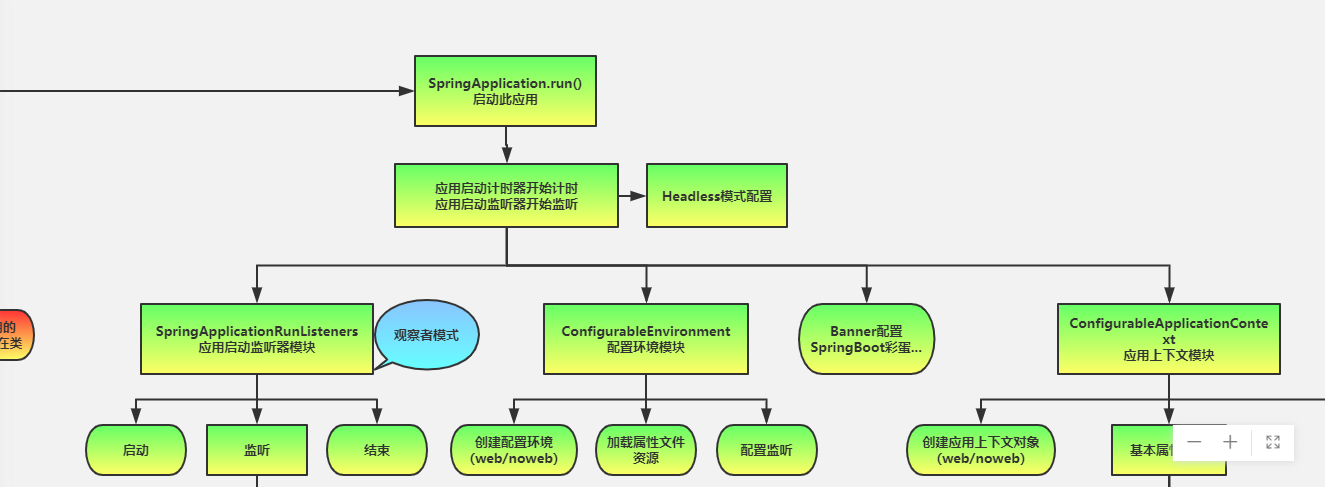 SpringApplication.run()
启动此应用
应用启动计时器开始计时
应用启动监听器开始监听
Headless模式配置
的
在类
SpringApplicationRunListeners
应用启动监听器模块
观察者模式
ConfigurableEnvironment
配置环境模块
Banner配置
SpringBoot彩蛋...
ConfigurableApplicationConte
xt
应用上下文模块
启动
监听
结束
创建配置环境
(web/noweb)
加载属性文件
资源
配置监听
创建应用上下文对象
(web/noweb)
基本属